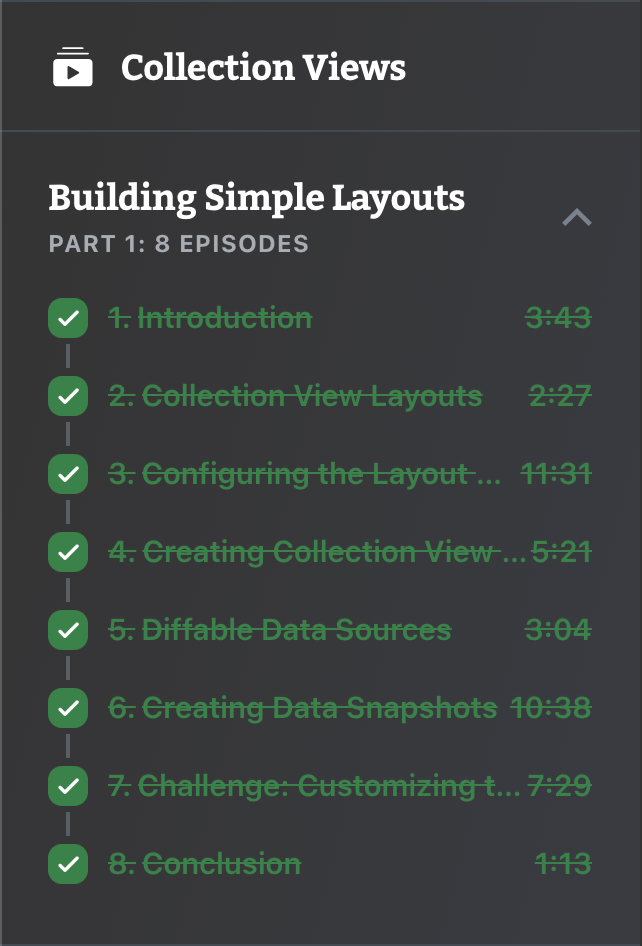 Collection Views
Building Simple Layouts
PART 1: 8 EPISODES
1. Introduction 3:43
2. Collection View Layouts 2:27
3. Configuring the Layout ... 11:31
4. Creating Collection View ... 5:21
5. Diffable Data Sources 3:04
6. Creating Data Snapshots 10:38
7. Challenge: Customizing t... 7:29
8. Conclusion 1:13